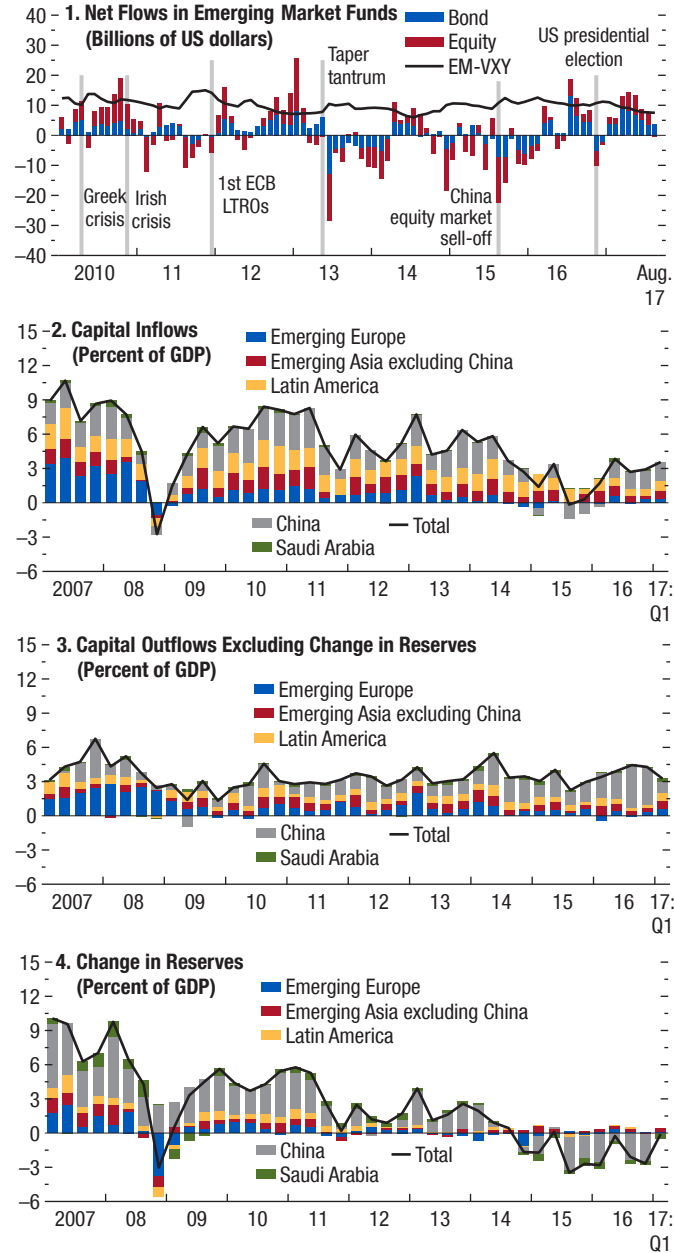 1. Net Flows in Emerging Market Funds
(Billions of US dollars)
Bond
Equity
EM-VXY
Taper
tantrum
US presidential
election
Greek
crisis
Irish
crisis
1st ECB
LTROs
China
equity market
sell-off
40
30
20
10
0
–10
–20
–30
–40
2010 11 12 13 14 15 16 Aug.
17
2. Capital Inflows
(Percent of GDP)
Emerging Europe
Emerging Asia excluding China
Latin America
China
Saudi Arabia
Total
15
12
9
6
3
0
–3
–6
2007 08 09 10 11 12 13 14 15 16 17:
Q1
3. Capital Outflows Excluding Change in Reserves
(Percent of GDP)
Emerging Europe
Emerging Asia excluding China
Latin America
China
Saudi Arabia
Total
15
12
9
6
3
0
–3
–6
2007 08 09 10 11 12 13 14 15 16 17:
Q1
4. Change in Reserves
(Percent of GDP)
Emerging Europe
Emerging Asia excluding China
Latin America
China
Saudi Arabia
Total
15
12
9
6
3
0
–3
–6
2007 08 09 10 11 12 13 14 15 16 17:
Q1